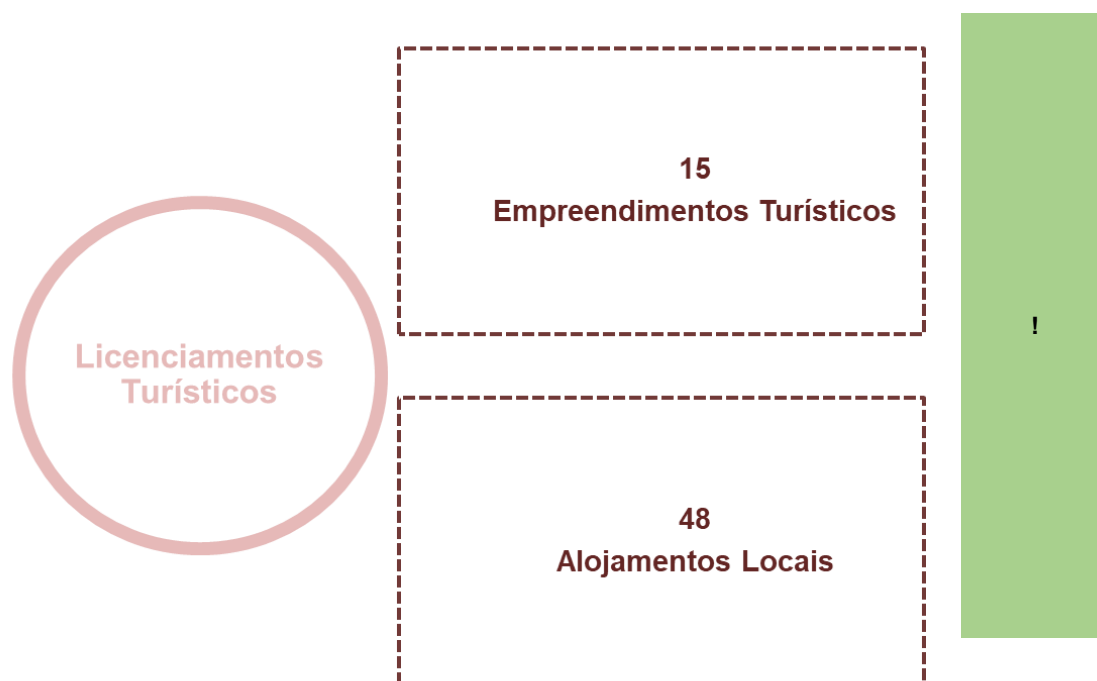 Licenciamentos
Turísticos
15
Empreendimentos Turísticos
48
Alojamentos Locais
!